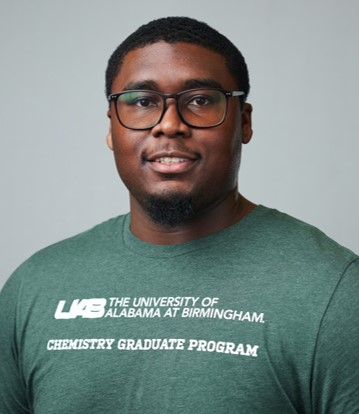 UAB THE UNIVERSITY OF
ALABAMA AT BIRMINGHAM.
CHEMISTRY GRADUATE PROGRAM